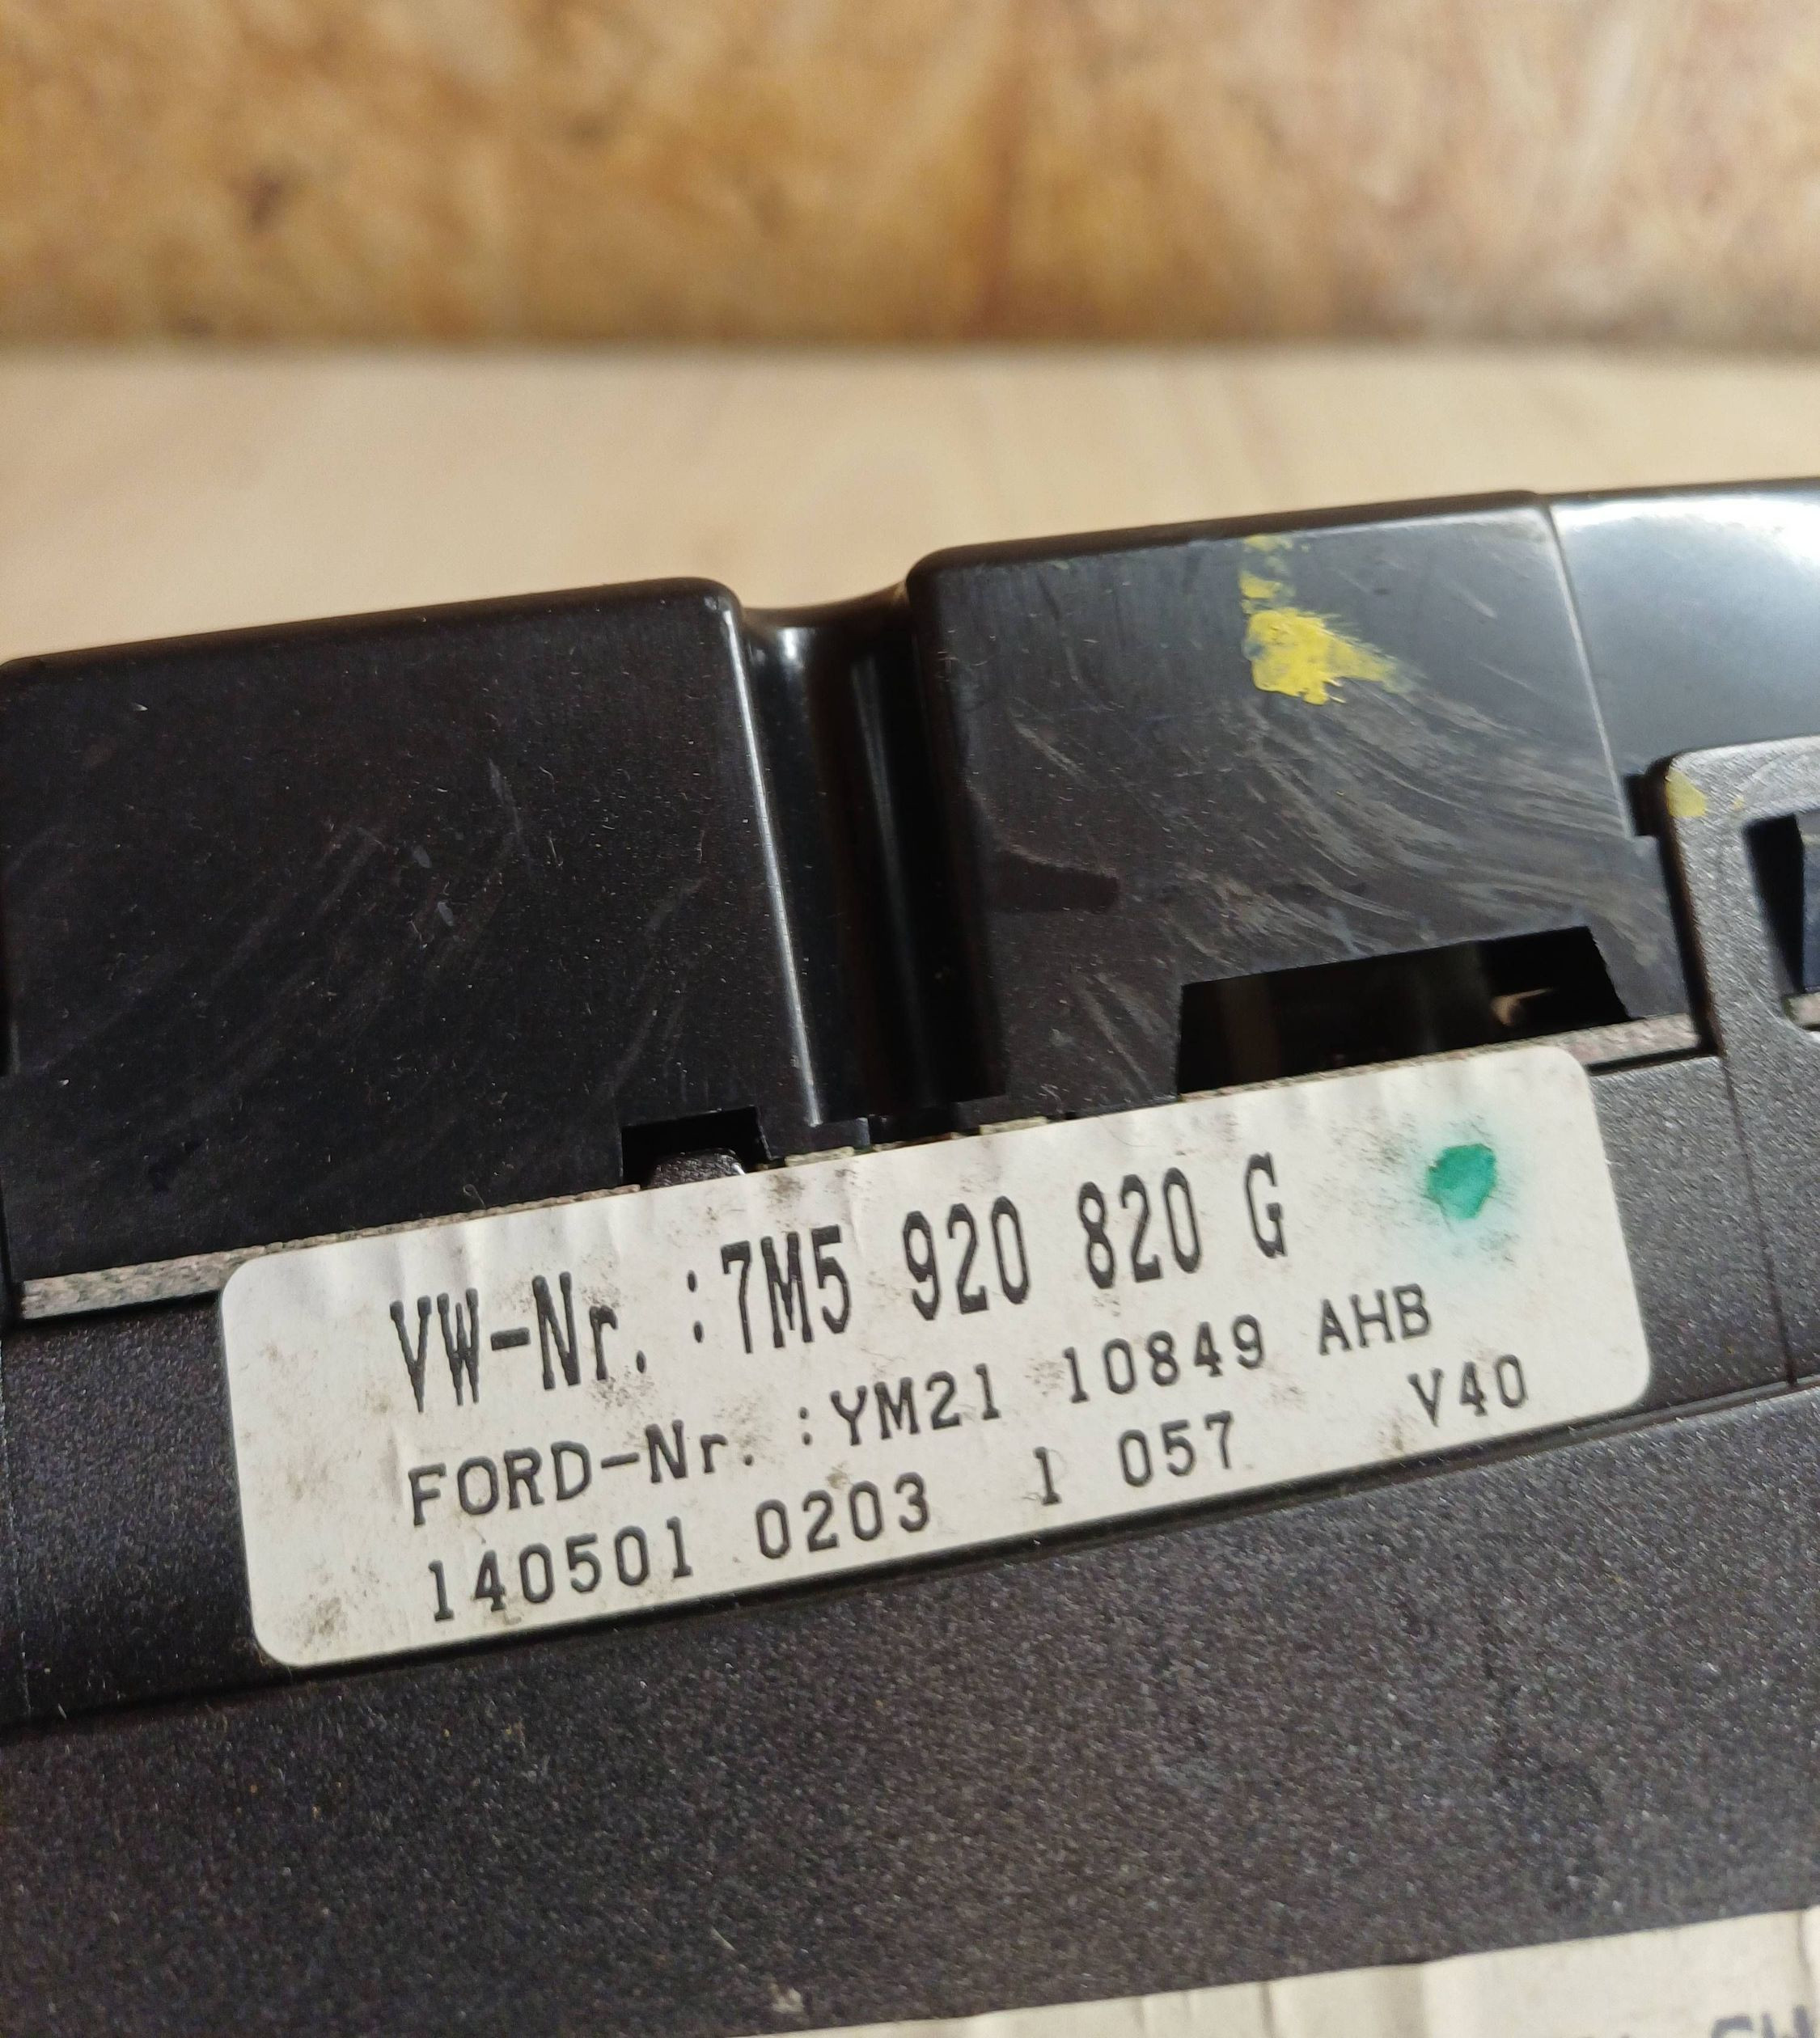 VW-Nr. :7M5 920 820 G
FORD-Nr. :YM21 10849 AHB
140501 0203 1 057 V40